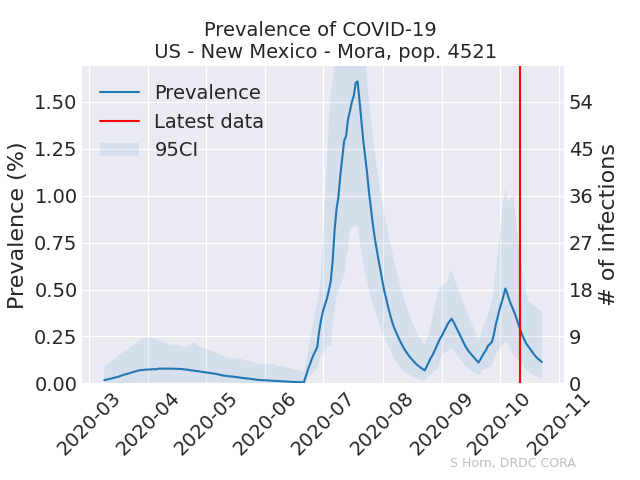 Prevalence of COVID-19
US - New Mexico - Mora, pop. 4521
Prevalence
Latest data
95CI
Prevalence (%)
1.50
1.25
1.00
0.75
0.50
0.25
0.00
54
45
36
27
18
9
0
# of infections
2020-03
2020-04
2020-05
2020-06
2020-07
2020-08
2020-09
2020-10
2020-11
S Horn, DRDC CORA